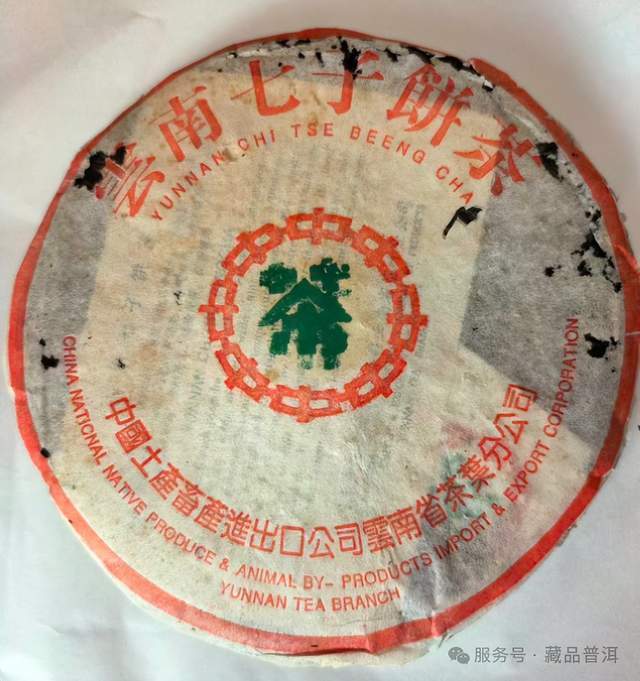 雲南七子餅茶
YUNNAN CHI TSE BEENG CHA
茶
中國土產畜產進出口公司雲南省茶葉分公司
CHINA NATIONAL NATIVE PRODUCE & ANIMAL BY- PRODUCTS IMPORT & EXPORT CORPORATION
YUNNAN TEA BRANCH
服务号 · 藏品普洱